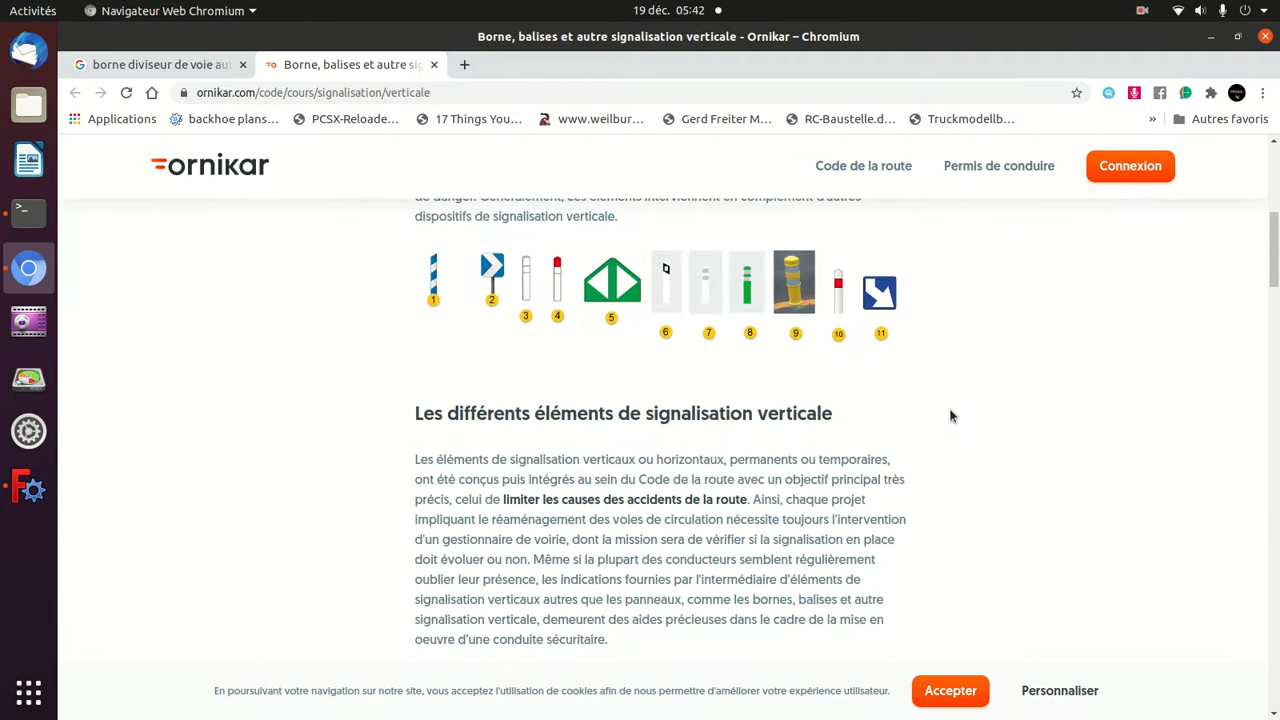 Activités
Navigateur Web Chromium
19 déc. 05:42
Borne, balises et autre signalisation verticale - Ornikar – Chromium
borne diviseur de voie au
Borne, balises et autre si
ornikar.com/code/cours/signalisation/verticale
Applications
backhoe plans...
PCSX-Reloade...
17 Things You...
www.weilbur...
Gerd Freiter M...
RC-Baustelle.d...
Truckmodellb...
»
Autres favoris
ornikar
Code de la route
Permis de conduire
Connexion
de danger. Généralement, ces éléments interviennent en complément d'autres
dispositifs de signalisation verticale.
1
2
3
4
5
6
7
8
9
10
11
Les différents éléments de signalisation verticale
Les éléments de signalisation verticaux ou horizontaux, permanents ou temporaires,
ont été conçus puis intégrés au sein du Code de la route avec un objectif principal très
précis, celui de limiter les causes des accidents de la route. Ainsi, chaque projet
impliquant le réaménagement des voies de circulation nécessite toujours l'intervention
d'un gestionnaire de voirie, dont la mission sera de vérifier si la signalisation en place
doit évoluer ou non. Même si la plupart des conducteurs semblent régulièrement
oublier leur présence, les indications fournies par l'intermédiaire d'éléments de
signalisation verticaux autres que les panneaux, comme les bornes, balises et autre
signalisation verticale, demeurent des aides précieuses dans le cadre de la mise en
oeuvre d'une conduite sécuritaire.
En poursuivant votre navigation sur notre site, vous acceptez l'utilisation de cookies afin de nous permettre d'améliorer votre expérience utilisateur.
Accepter
Personnaliser